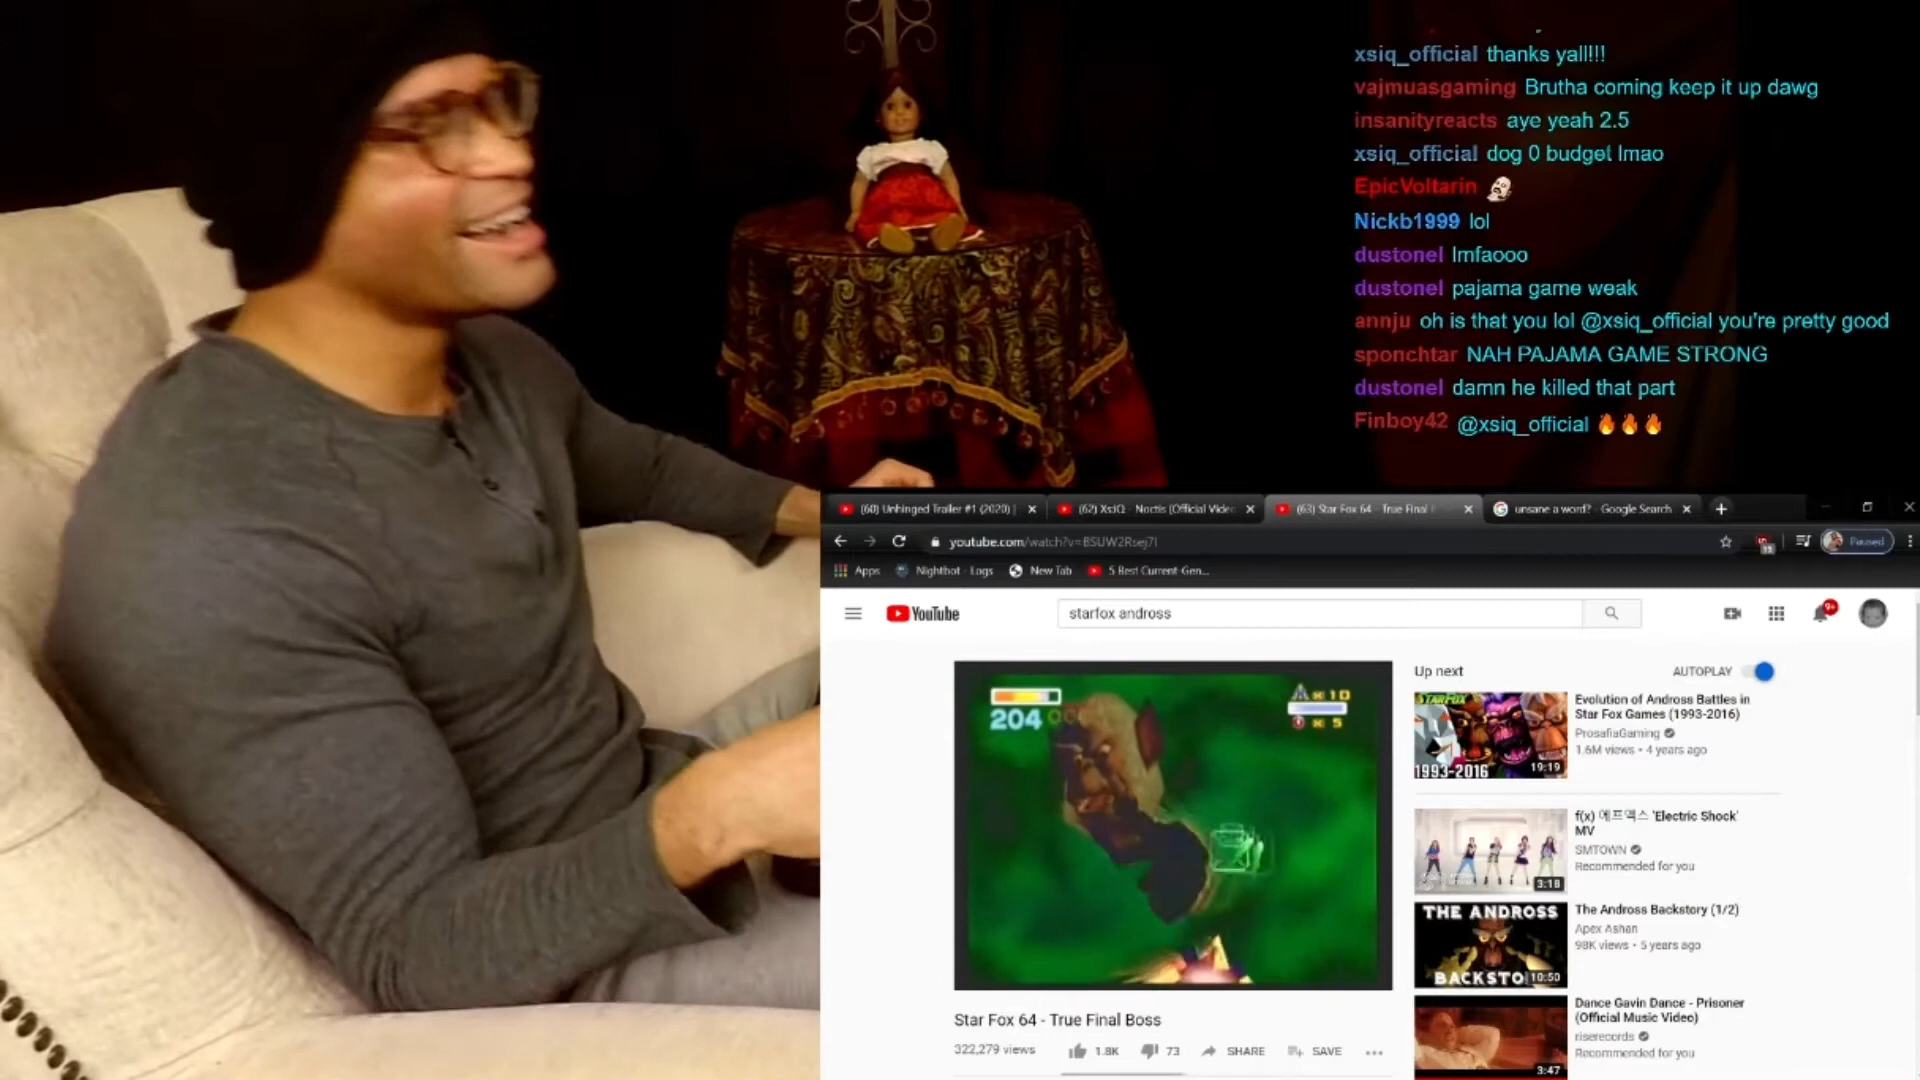 xsiq_official thanks yall!!!
vajmuasgaming Brutha coming keep it up dawg
insanityreacts aye yeah 2.5
xsiq_official dog 0 budget lmao
EpicVoltarin
Nickb1999 lol
dustonel lmfaooo
dustonel pajama game weak
annju oh is that you lol @xsiq_official you're pretty good
sponchtar NAH PAJAMA GAME STRONG
dustonel damn he killed that part
Finboy42 @xsiq_official 🔥🔥🔥
(60) Unhinged Trailer #1 (2020) |
(62) XsiQ - Noctis [Official Vide
(63) Star Fox 64 - True Final
unsane a word? - Google Search
youtube.com/watch?v=BSUW2Rsej7I
Paused
Apps
Nightbot - Logs
New Tab
5 Best Current-Gen...
YouTube
starfox andross
9+
204
x 10
x 5
Star Fox 64 - True Final Boss
322,279 views
1.8K
73
SHARE
SAVE
Up next
AUTOPLAY
STARFOX
1993-2016
19:19
Evolution of Andross Battles in
Star Fox Games (1993-2016)
ProsafiaGaming
1.6M views • 4 years ago
3:18
f(x) 에프엑스 'Electric Shock'
MV
SMTOWN
Recommended for you
THE ANDROSS
BACKSTO
10:50
The Andross Backstory (1/2)
Apex Ashan
98K views • 5 years ago
3:47
Dance Gavin Dance - Prisoner
(Official Music Video)
riserecords
Recommended for you